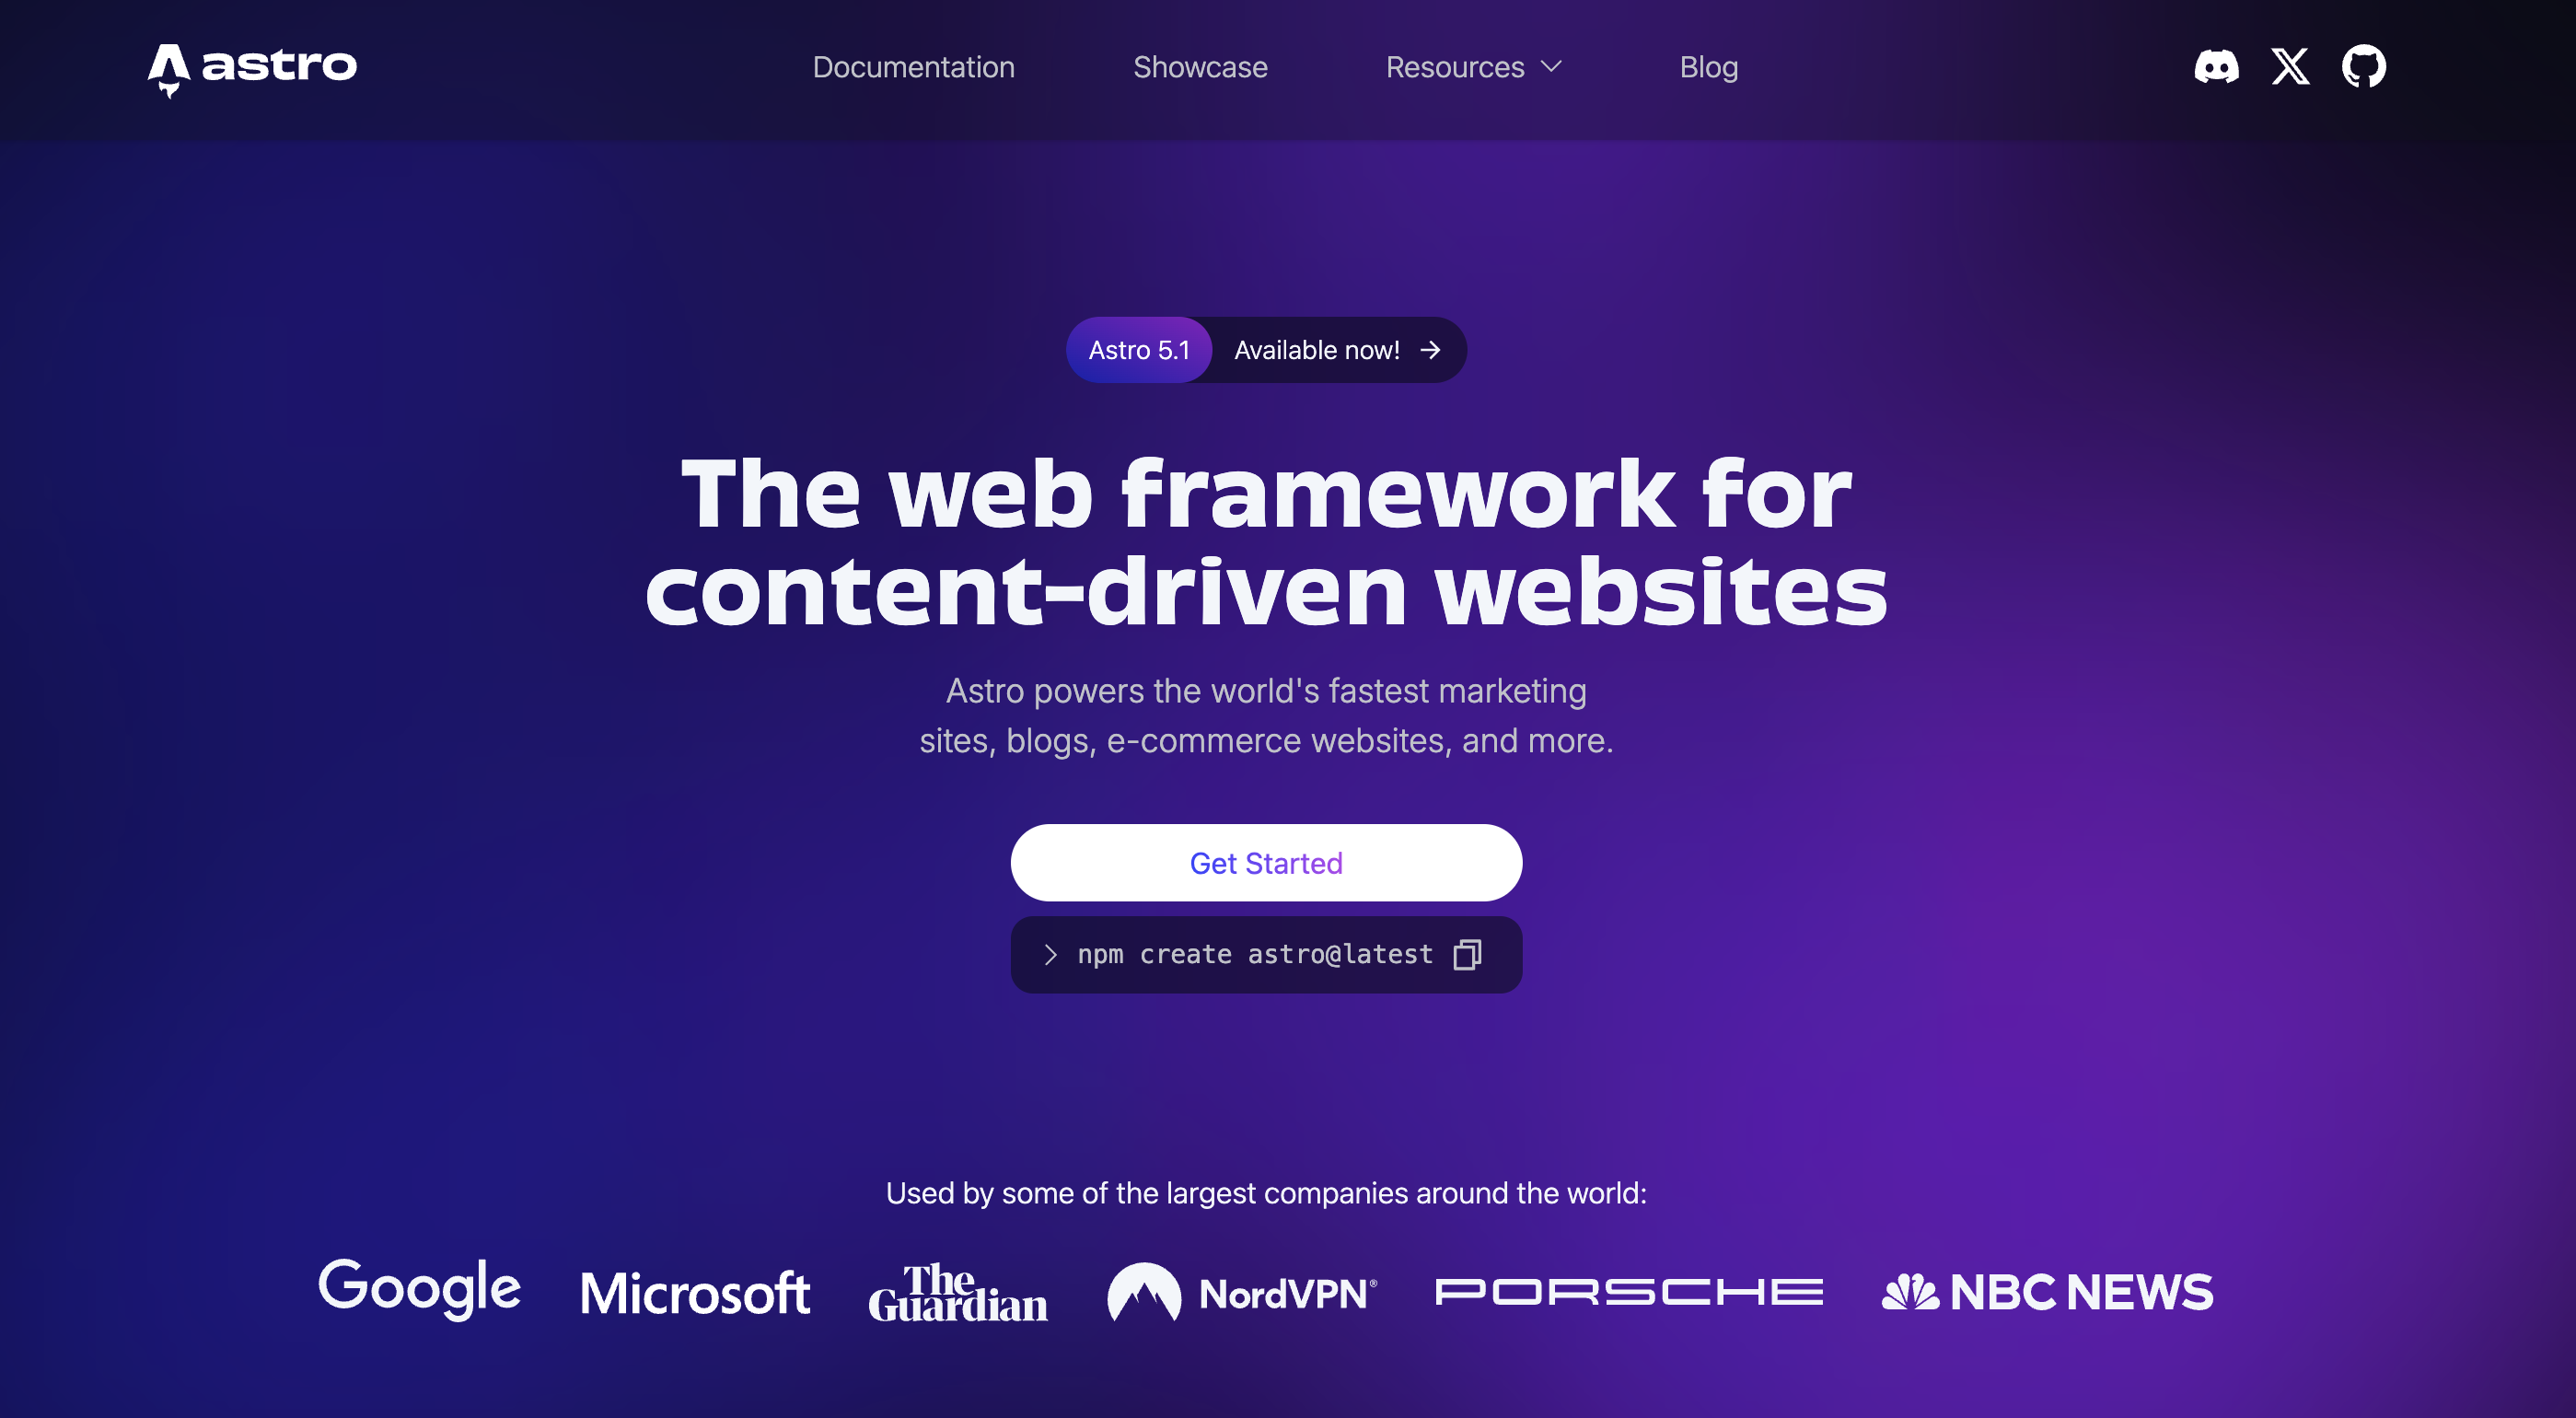 astro
Documentation
Showcase
Resources
Blog
Astro 5.1 Available now!
The web framework for
content-driven websites
Astro powers the world's fastest marketing
sites, blogs, e-commerce websites, and more.
Get Started
> npm create astro@latest
Used by some of the largest companies around the world:
Google
Microsoft
The
Guardian
NordVPN®
PORSCHE
NBC NEWS